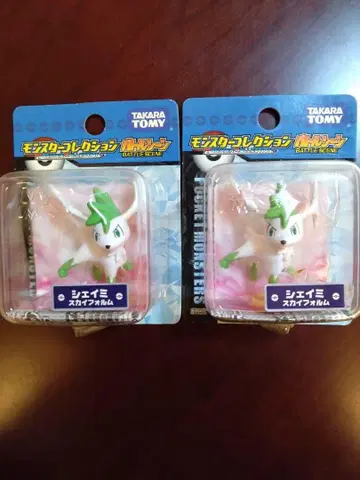 TAKARA
TOMY
モンスターコレクション
バトルシーン
BATTLE SCENE
シェイミ
スカイフォルム
TAKARA
TOMY
モンスターコレクション
バトルシーン
BATTLE SCENE
POCKET MONSTERS
シェイミ
スカイフォルム